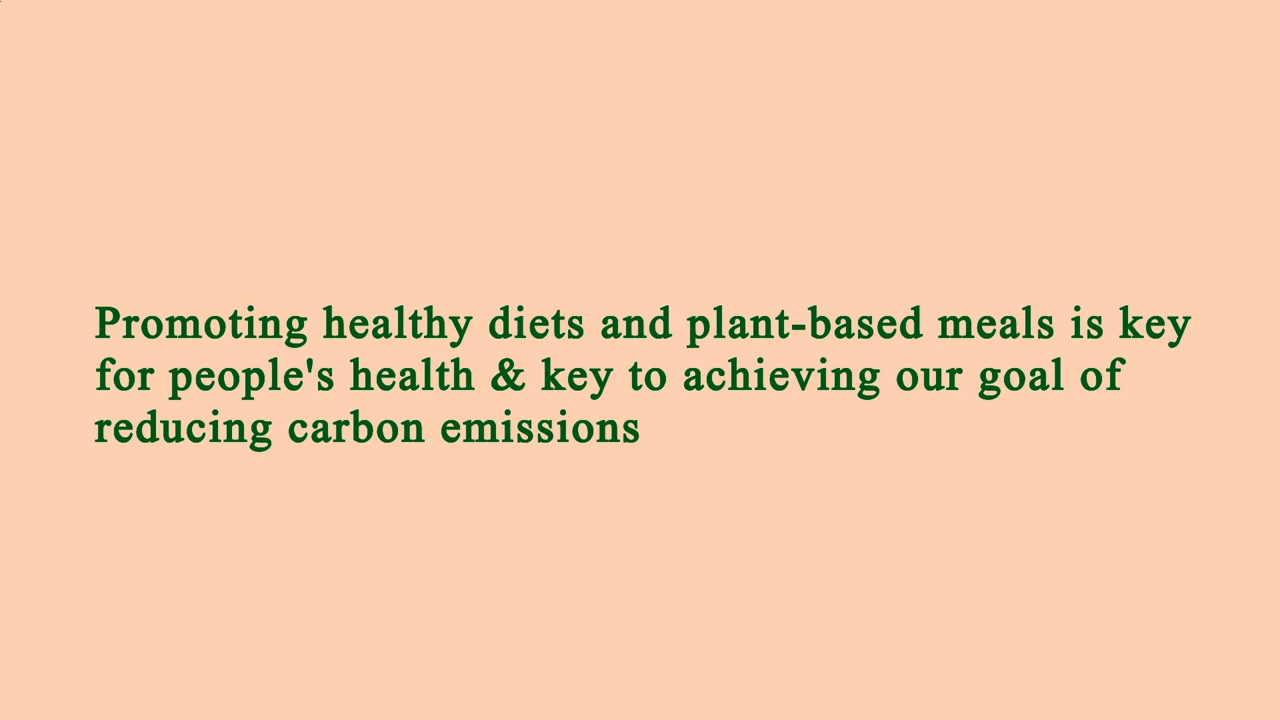 Promoting healthy diets and plant-based meals is key
for people's health & key to achieving our goal of
reducing carbon emissions